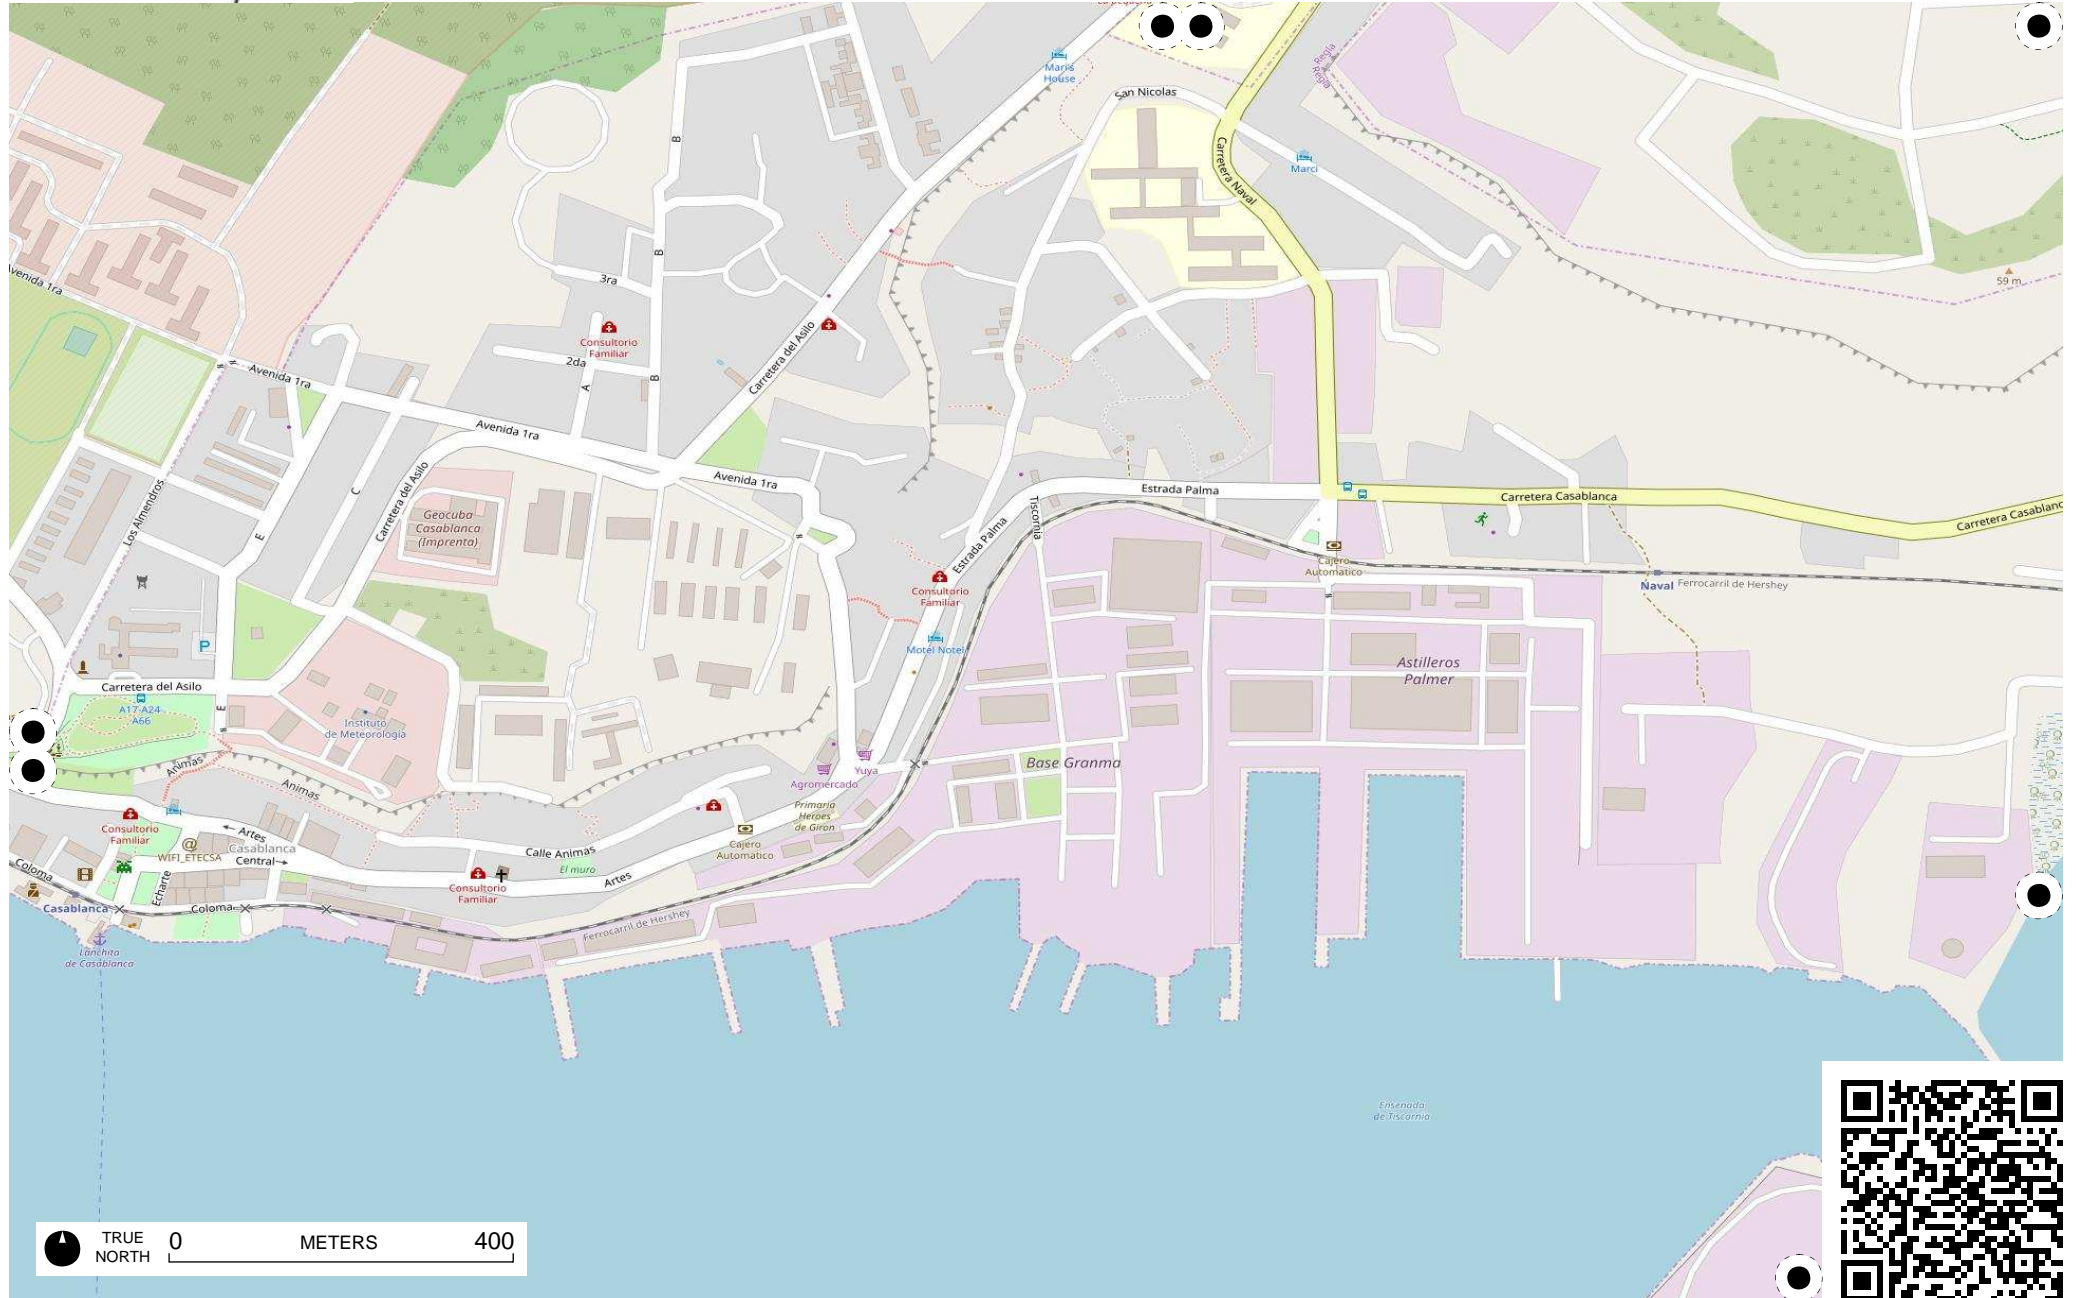 Mari's
House
Regla
Regla
San Nicolas
Carretera Naval
Marci
59 m
B
B
B
3ra
Consultorio
Familiar
2da
A
Carretera del Asilo
Avenida 1ra
Avenida 1ra
Avenida 1ra
Avenida 1ra
C
E
Los Almendros
Carretera del Asilo
Geocuba
Casablanca
(Imprenta)
Estrada Palma
Estrada Palma
Tiscornia
Carretera Casablanca
Cajero
Automatico
Naval
Ferrocarril de Hershey
Consultorio
Familiar
Motel Notel
P
Carretera del Asilo
A17-A24
A66
E
Instituto
de Meteorologia
Astilleros
Palmer
Base Granma
Yuya
Agromercado
Primaria
Heroes
de Giron
Animas
Animas
Consultorio
Familiar
← Artes
Casablanca
Central→
@
WIFI_ETECSA
Echarte
Coloma
Casablanca
Coloma
Calle Animas
El muro
Artes
Consultorio
Familiar
Cajero
Automatico
Ferrocarril de Hershey
Lanchita
de Casablanca
Ensenada
de Tiscornia
TRUE
NORTH
0 METERS 400